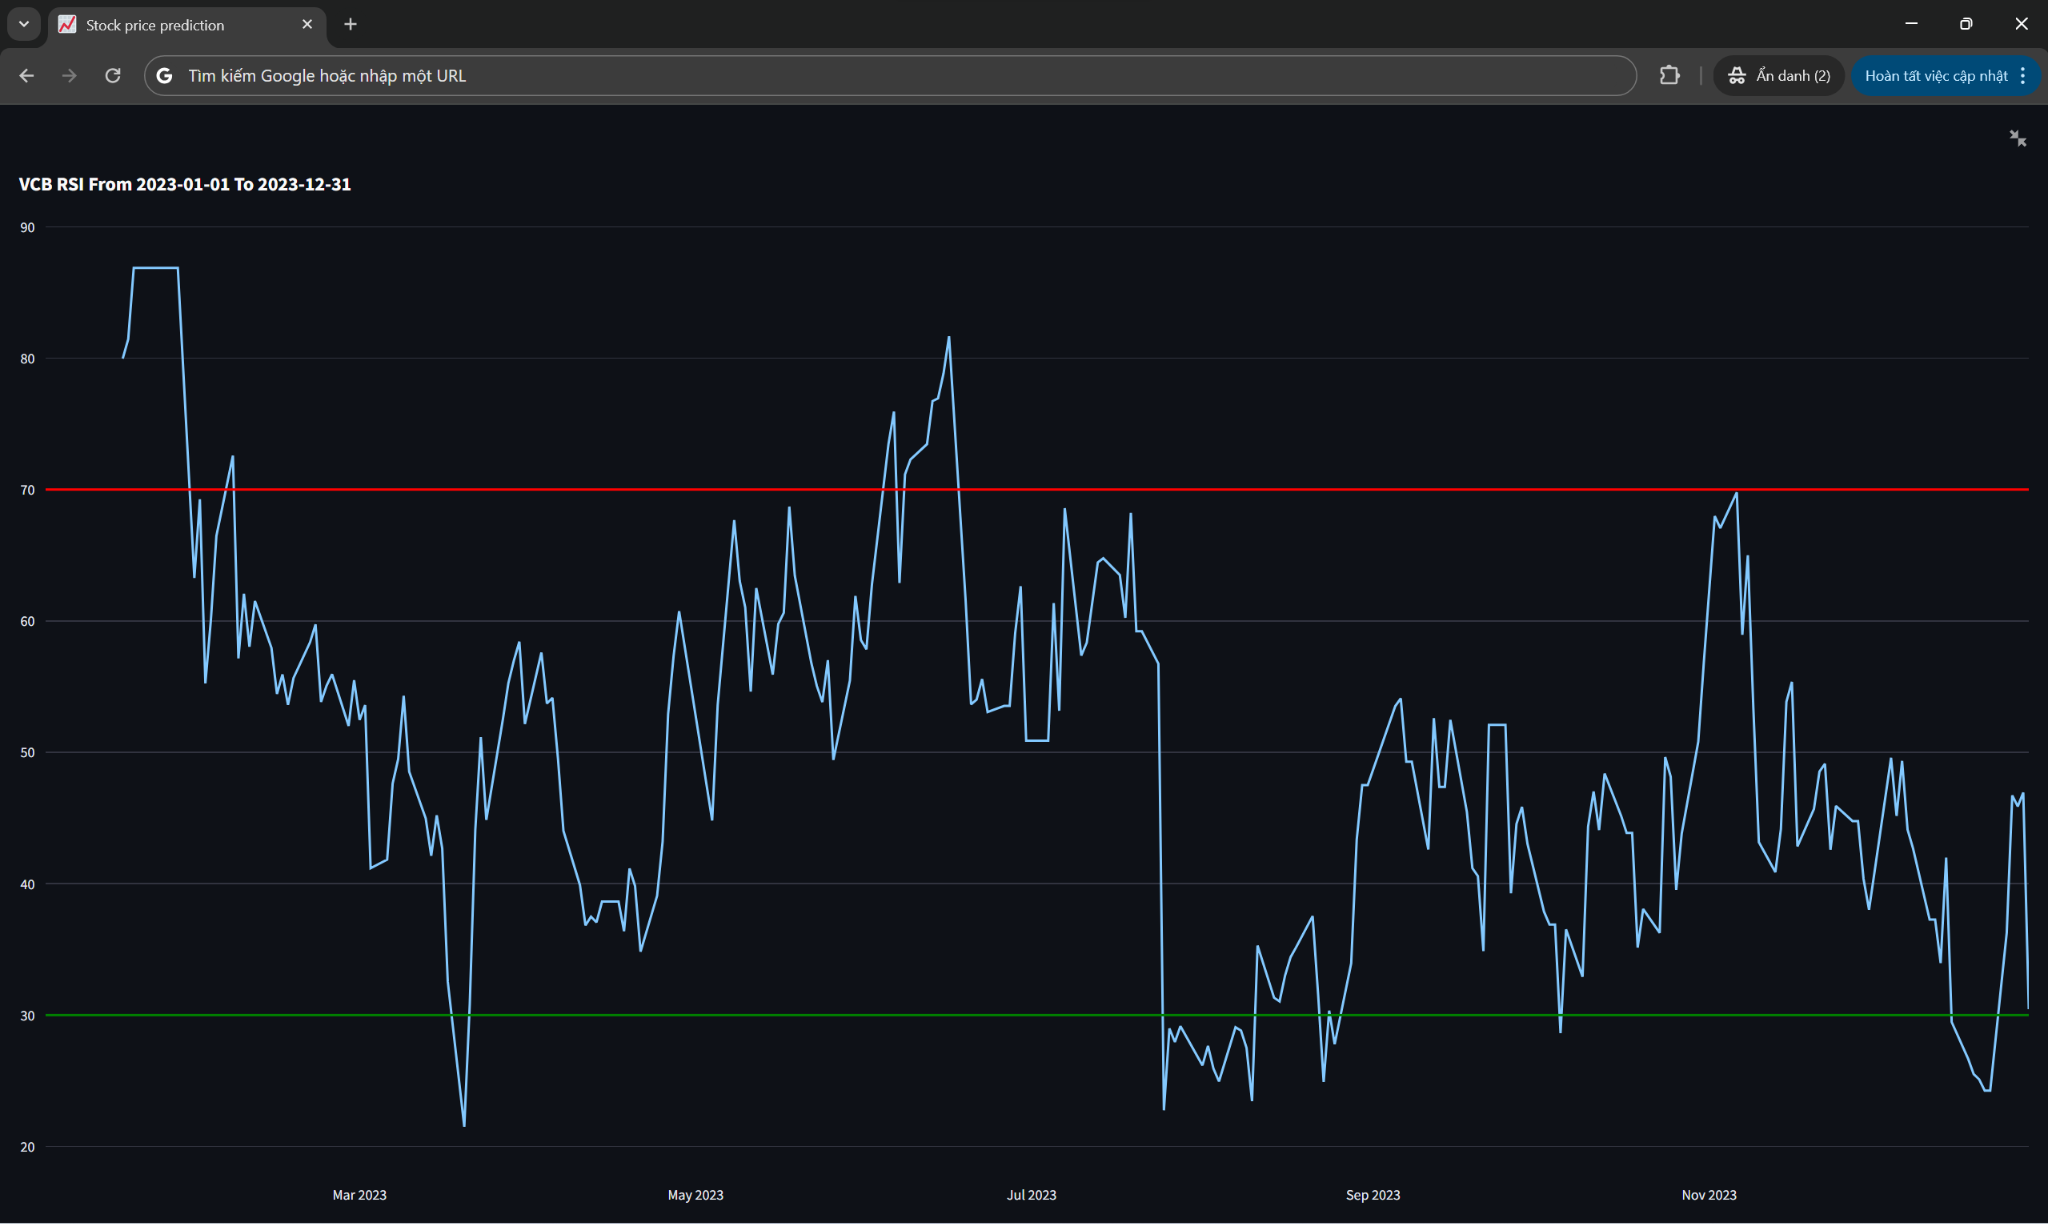 Stock price prediction
Tìm kiếm Google hoặc nhập một URL
Ẩn danh (2)
Hoàn tất việc cập nhật
VCB RSI From 2023-01-01 To 2023-12-31
90
80
70
60
50
40
30
20
Mar 2023
May 2023
Jul 2023
Sep 2023
Nov 2023